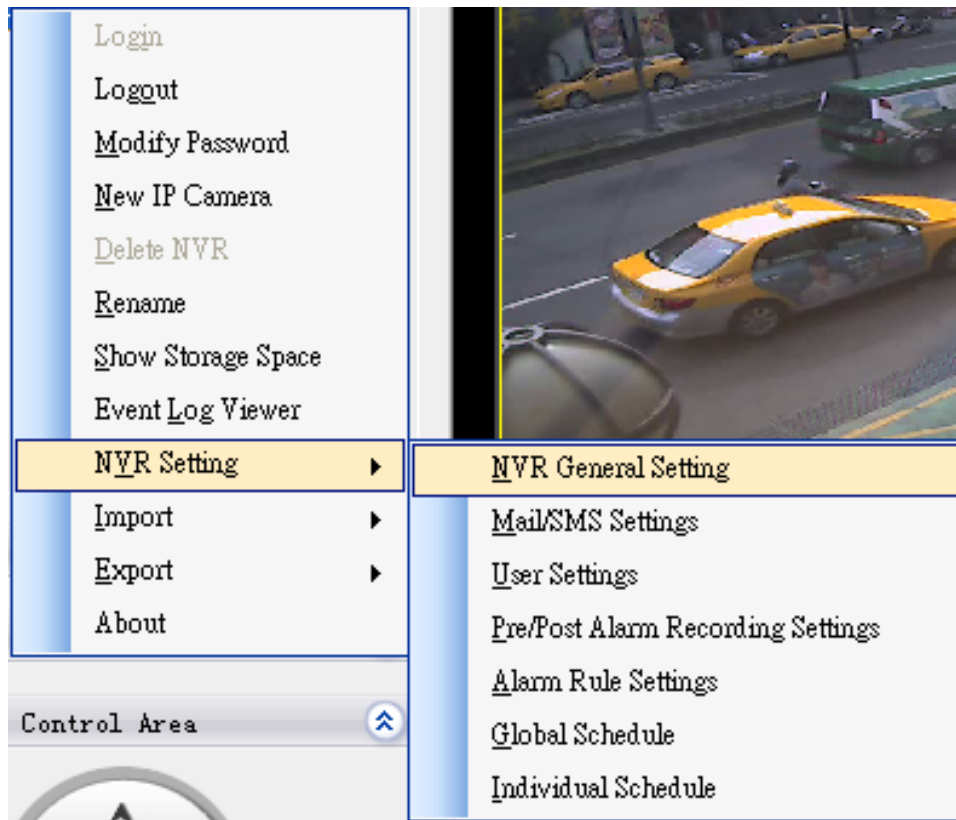 Login
Logout
Modify Password
New IP Camera
Delete NVR
Rename
Show Storage Space
Event Log Viewer
NVR Setting
Import
Export
About
NVR General Setting
Mail/SMS Settings
User Settings
Pre/Post Alarm Recording Settings
Alarm Rule Settings
Global Schedule
Individual Schedule
Control Area